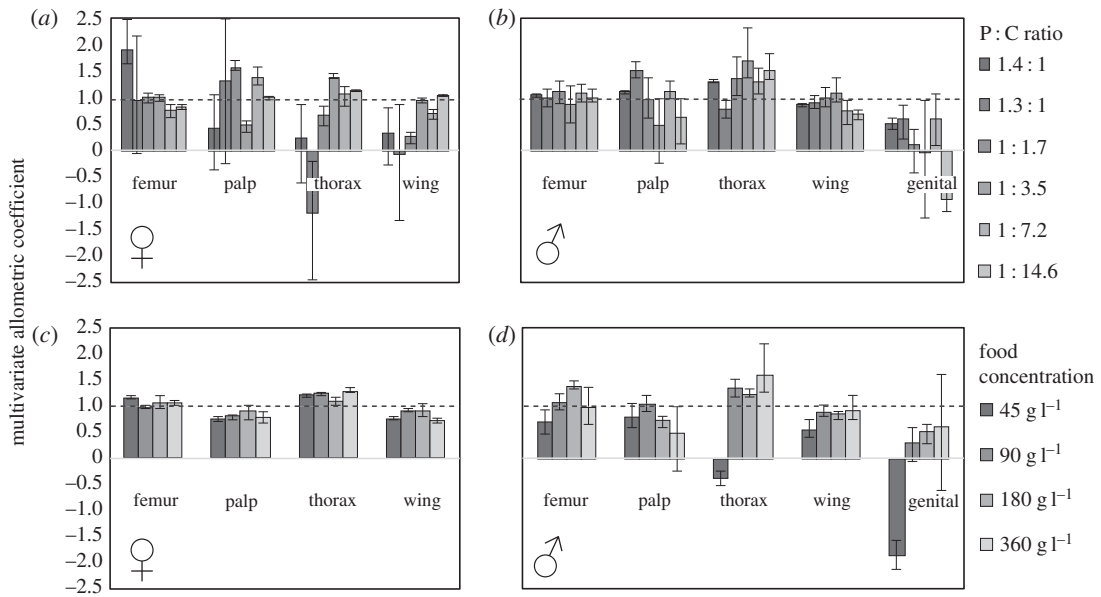 (a)
2.5
2.0
1.5
1.0
0.5
0
–0.5
–1.0
–1.5
–2.0
–2.5
femur palp thorax wing
♀
(b)
femur palp thorax wing genital
♂
P : C ratio
1.4 : 1
1.3 : 1
1 : 1.7
1 : 3.5
1 : 7.2
1 : 14.6
multivariate allometric coefficient
(c)
2.5
2.0
1.5
1.0
0.5
0
–0.5
–1.0
–1.5
–2.0
–2.5
femur palp thorax wing
♀
(d)
femur palp thorax wing genital
♂
food
concentration
45 g l⁻¹
90 g l⁻¹
180 g l⁻¹
360 g l⁻¹